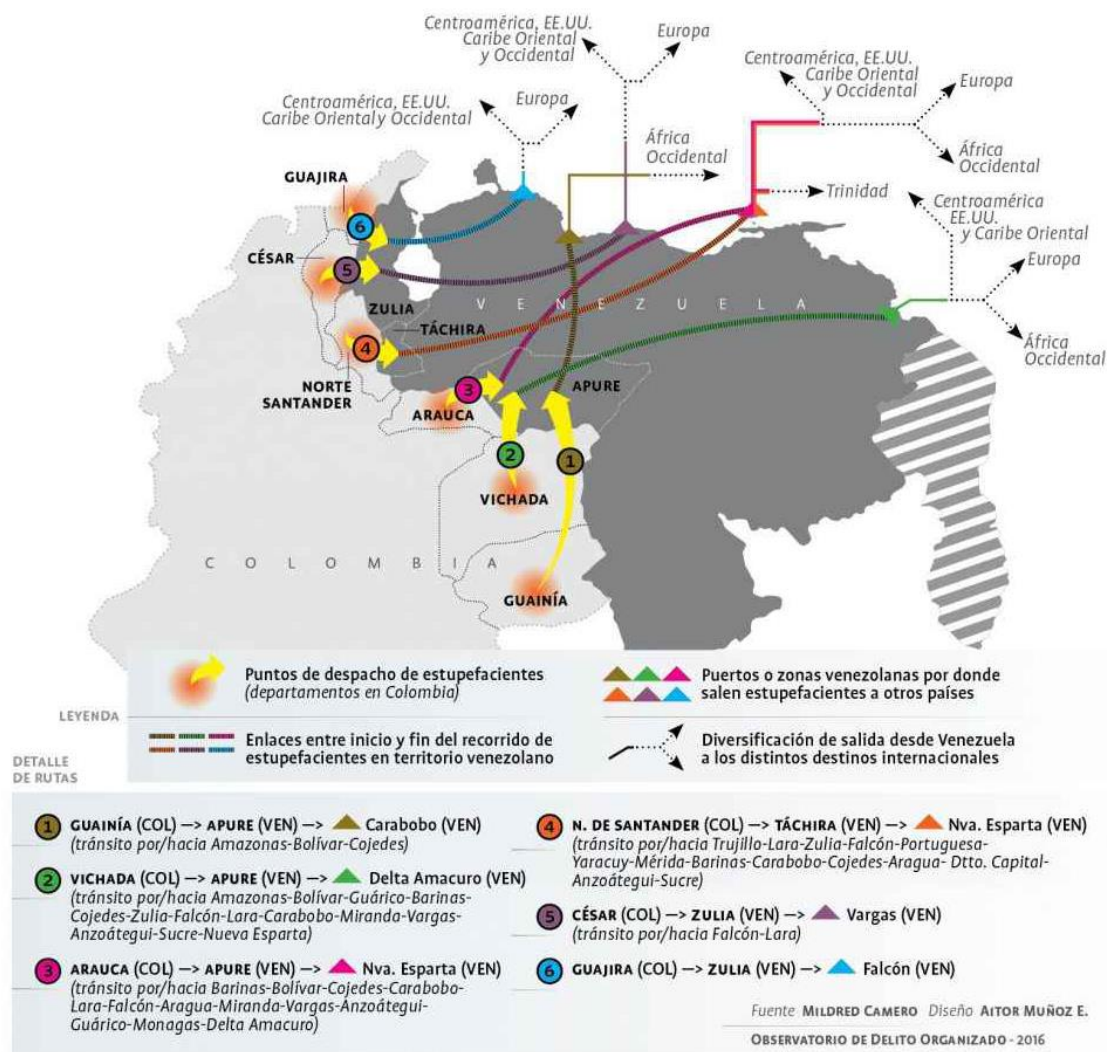 Centroamérica, EE.UU.
Caribe Oriental
y Occidental
Europa
Centroamérica, EE.UU.
Caribe Oriental
y Occidental
Europa
África
Occidental
Centroamérica, EE.UU.
Caribe Oriental y Occidental
Europa
África
Occidental
Trinidad
Centroamérica
EE.UU.
y Caribe Oriental
Europa
África
Occidental
GUAJIRA
6
CÉSAR
5
ZULIA
VENEZUELA
TÁCHIRA
4
NORTE
SANTANDER
3
ARAUCA
APURE
2
1
VICHADA
COLOMBIA
GUAINÍA
Puntos de despacho de estupefacientes
(departamentos en Colombia)
Puertos o zonas venezolanas por donde
salen estupefacientes a otros países
LEYENDA
Enlaces entre inicio y fin del recorrido de
estupefacientes en territorio venezolano
Diversificación de salida desde Venezuela
a los distintos destinos internacionales
DETALLE
DE RUTAS
1 GUAINÍA (COL) —> APURE (VEN) —> Carabobo (VEN)
(tránsito por/hacia Amazonas-Bolívar-Cojedes)
2 VICHADA (COL) —> APURE (VEN) —> Delta Amacuro (VEN)
(tránsito por/hacia Amazonas-Bolívar-Guárico-Barinas-
Cojedes-Zulia-Falcón-Lara-Carabobo-Miranda-Vargas-
Anzoátegui-Sucre-Nueva Esparta)
3 ARAUCA (COL) —> APURE (VEN) —> Nva. Esparta (VEN)
(tránsito por/hacia Barinas-Bolívar-Cojedes-Carabobo-
Lara-Falcón-Aragua-Miranda-Vargas-Anzoátegui-
Guárico-Monagas-Delta Amacuro)
4 N. DE SANTANDER (COL) —> TÁCHIRA (VEN) —> Nva. Esparta (VEN)
(tránsito por/hacia Trujillo-Lara-Zulia-Falcón-Portuguesa-
Yaracuy-Mérida-Barinas-Carabobo-Cojedes-Aragua- Dtto. Capital-
Anzoátegui-Sucre)
5 CÉSAR (COL) —> ZULIA (VEN) —> Vargas (VEN)
(tránsito por/hacia Falcón-Lara)
6 GUAJIRA (COL) —> ZULIA (VEN) —> Falcón (VEN)
Fuente MILDRED CAMERO Diseño AITOR MUÑOZ E.
OBSERVATORIO DE DELITO ORGANIZADO - 2016